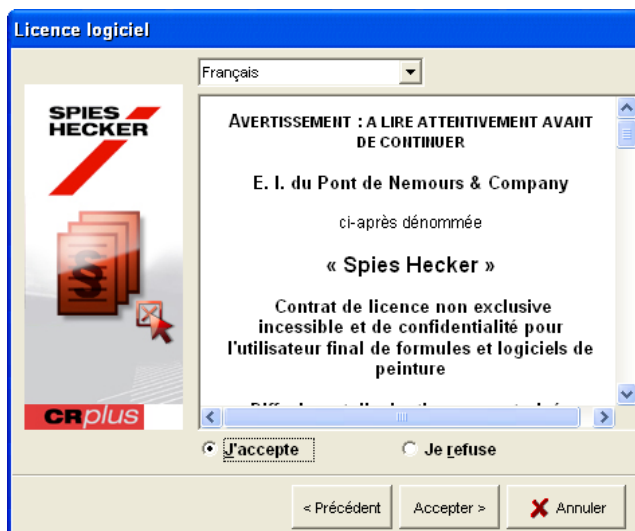 Licence logiciel
Français
SPIES
HECKER
§
CRplus
AVERTISSEMENT : A LIRE ATTENTIVEMENT AVANT
DE CONTINUER
E. I. du Pont de Nemours & Company
ci-après dénommée
« Spies Hecker »
Contrat de licence non exclusive
incessible et de confidentialité pour
l'utilisateur final de formules et logiciels de
peinture
J'accepte
Je refuse
< Précédent
Accepter >
Annuler